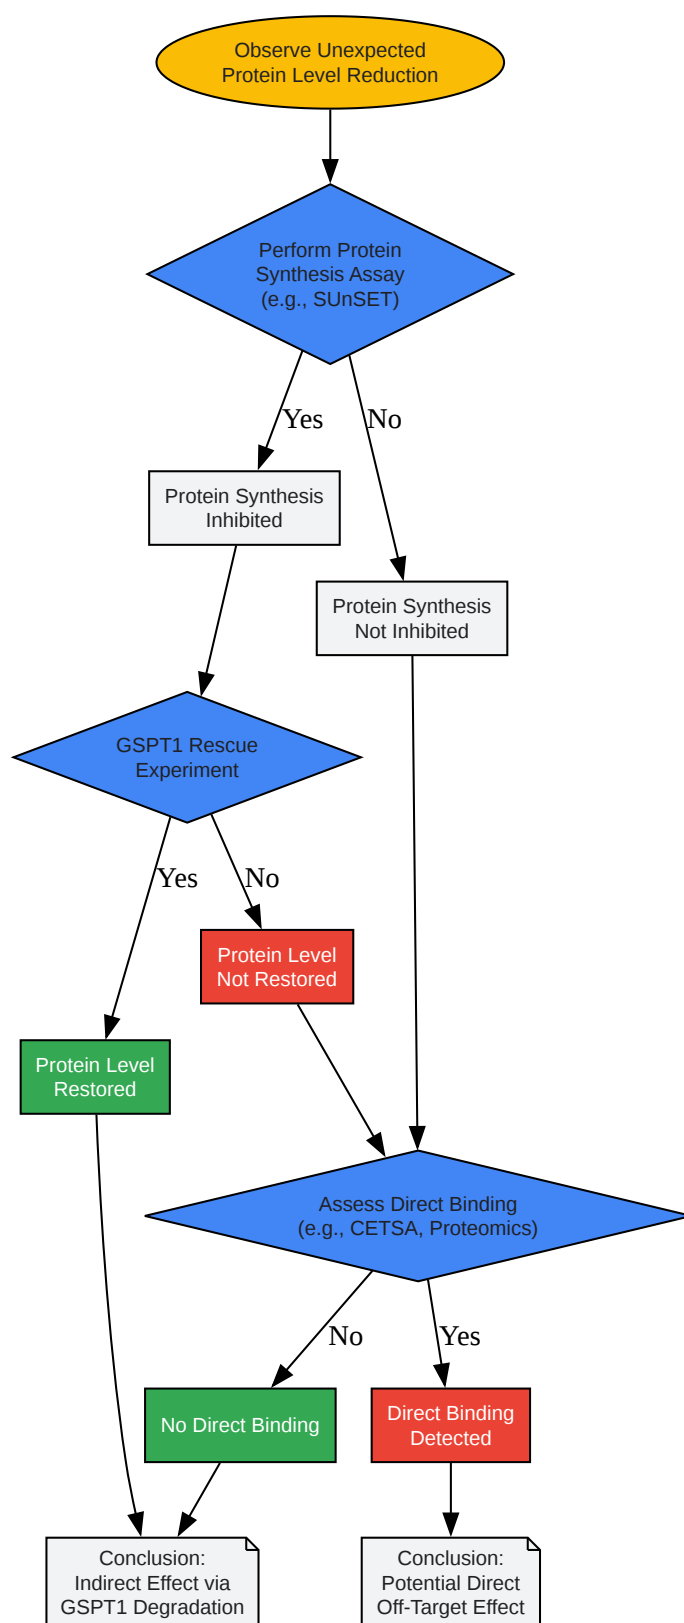 Observe Unexpected
Protein Level Reduction
Perform Protein
Synthesis Assay
(e.g., SUnSET)
Yes
No
Protein Synthesis
Inhibited
Protein Synthesis
Not Inhibited
GSPT1 Rescue
Experiment
Yes
No
Protein Level
Not Restored
Protein Level
Restored
Assess Direct Binding
(e.g., CETSA, Proteomics)
No
Yes
No Direct Binding
Direct Binding
Detected
Conclusion:
Indirect Effect via
GSPT1 Degradation
Conclusion:
Potential Direct
Off-Target Effect